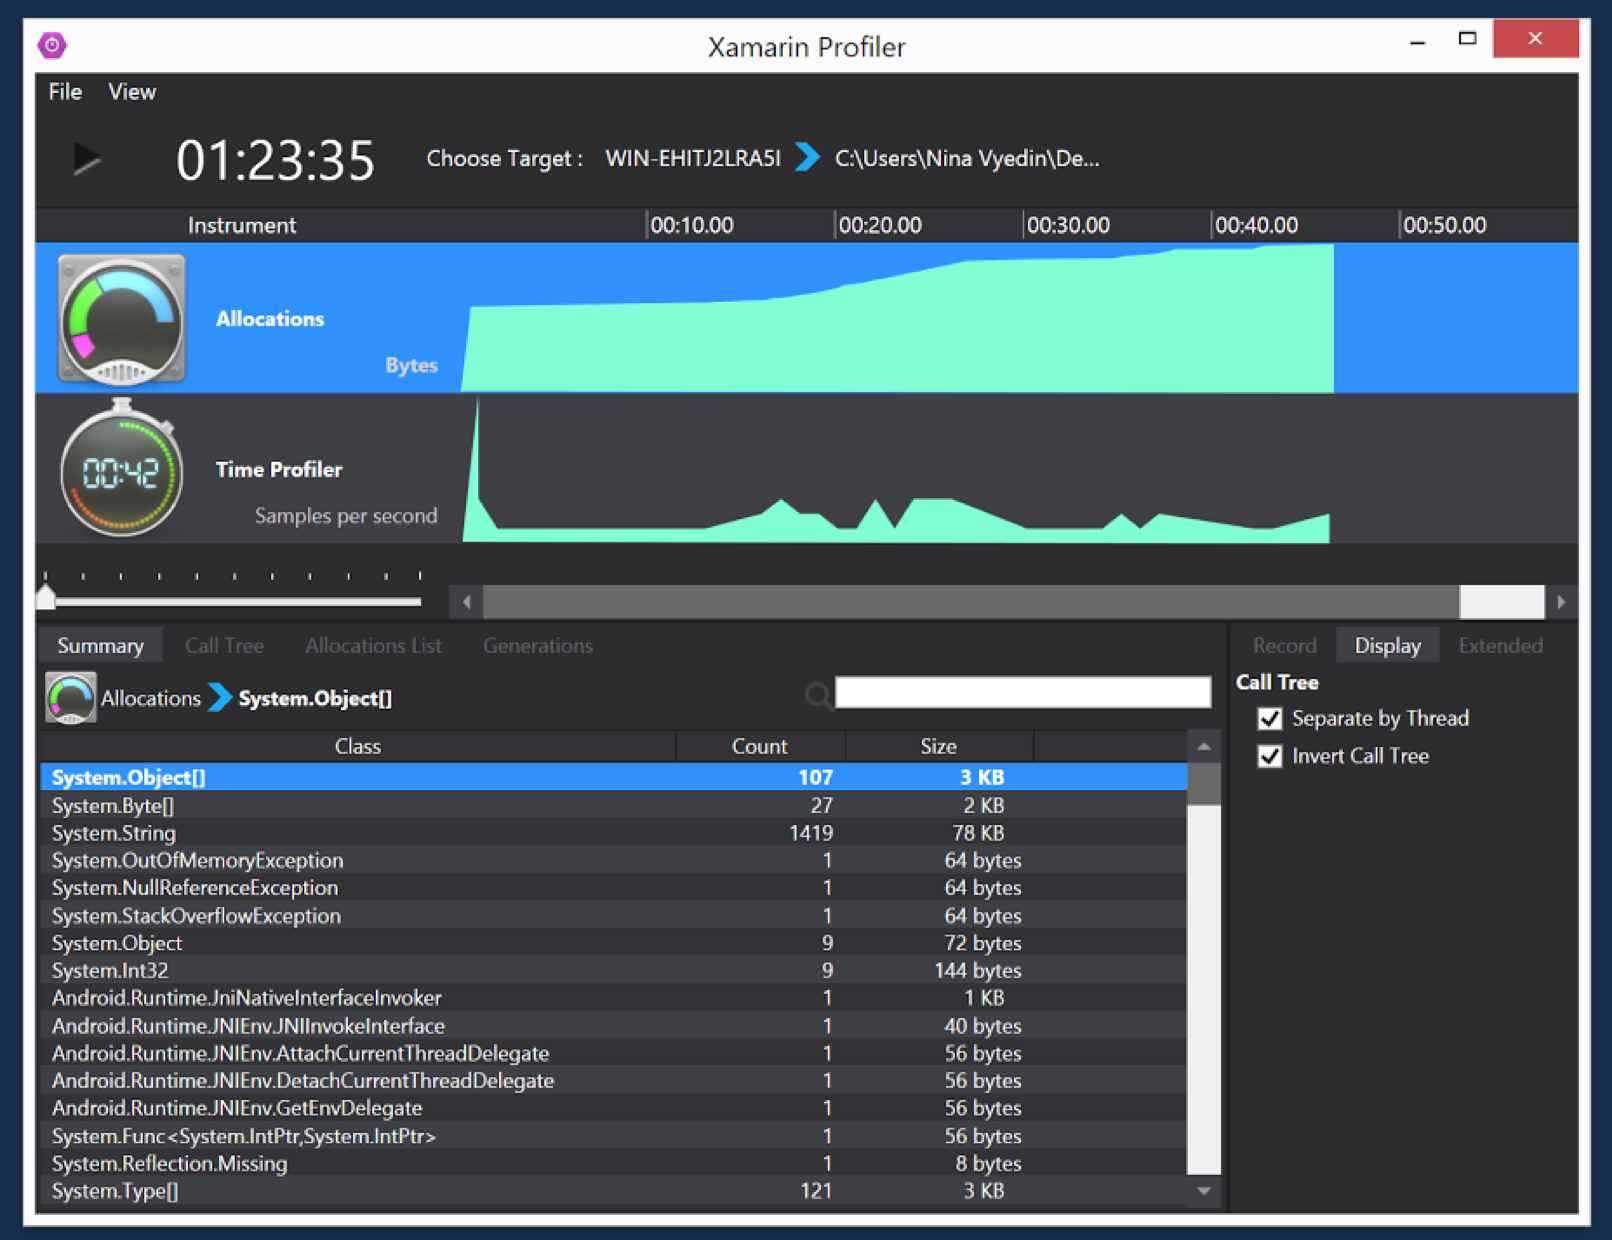 Xamarin Profiler
File View
01:23:35 Choose Target : WIN-EHITJ2LRA5I C:\Users\Nina Vyedin\De...
Instrument 00:10.00 00:20.00 00:30.00 00:40.00 00:50.00
Allocations
Bytes
00:42
Time Profiler
Samples per second
Summary Call Tree Allocations List Generations
Record Display Extended
Allocations System.Object[]
Call Tree
Separate by Thread
Invert Call Tree
Class Count Size
System.Object[] 107 3 KB
System.Byte[] 27 2 KB
System.String 1419 78 KB
System.OutOfMemoryException 1 64 bytes
System.NullReferenceException 1 64 bytes
System.StackOverflowException 1 64 bytes
System.Object 9 72 bytes
System.Int32 9 144 bytes
Android.Runtime.JniNativeInterfaceInvoker 1 1 KB
Android.Runtime.JNIEnv.JNIInvokeInterface 1 40 bytes
Android.Runtime.JNIEnv.AttachCurrentThreadDelegate 1 56 bytes
Android.Runtime.JNIEnv.DetachCurrentThreadDelegate 1 56 bytes
Android.Runtime.JNIEnv.GetEnvDelegate 1 56 bytes
System.Func<System.IntPtr,System.IntPtr> 1 56 bytes
System.Reflection.Missing 1 8 bytes
System.Type[] 121 3 KB